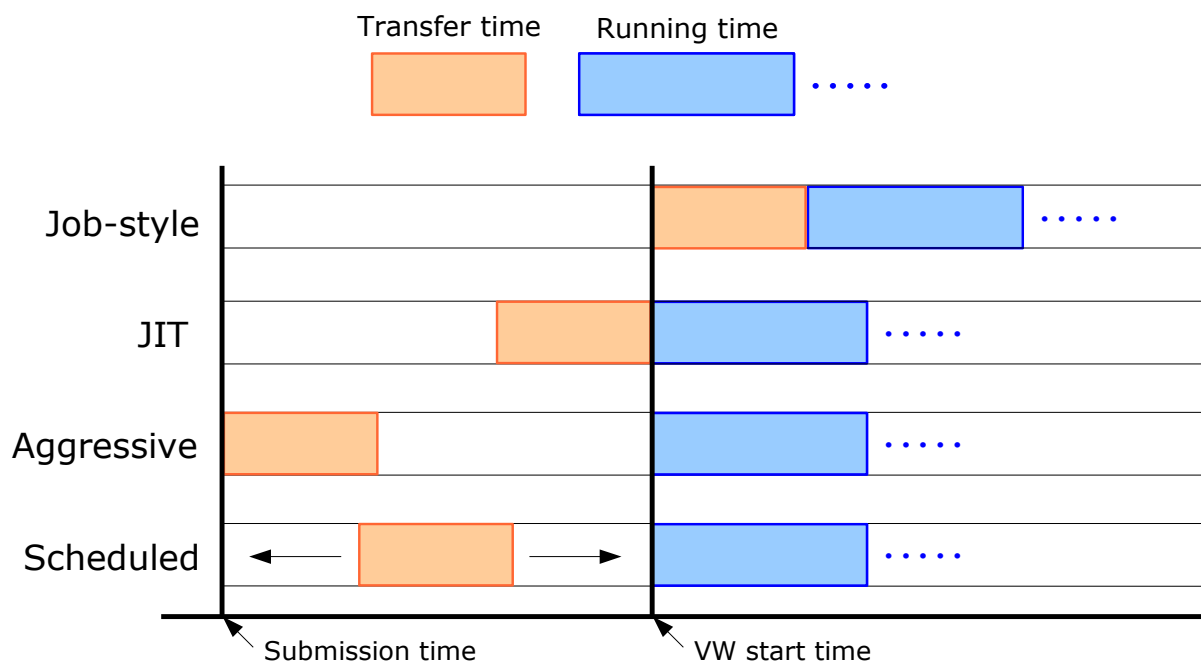 Transfer time
Running time
Job-style
JIT
Aggressive
Scheduled
Submission time
VW start time